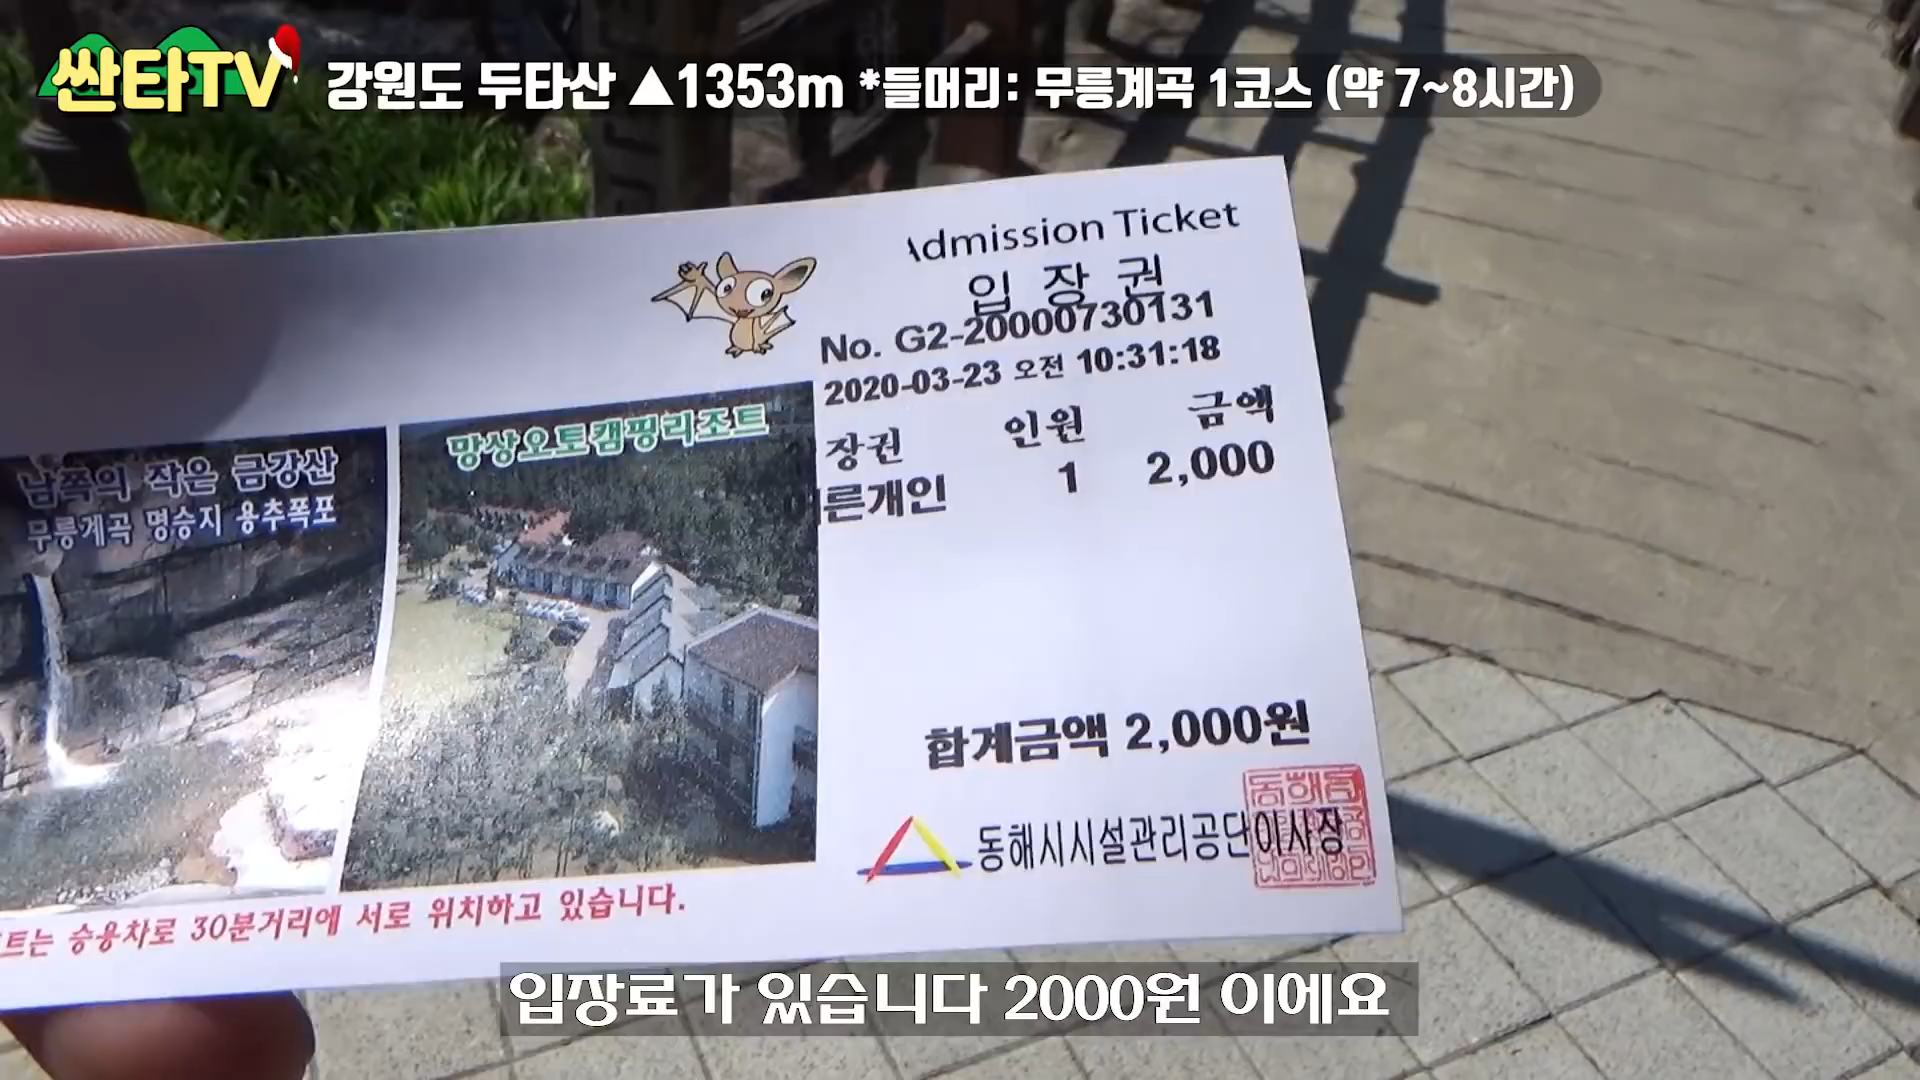 싼타TV
강원도 두타산 ▲1353m *들머리: 무릉계곡 1코스 (약 7~8시간)
Admission Ticket
입장권
No. G2-20000730131
2020-03-23 오전 10:31:18
장권 인원 금액
른개인 1 2,000
망상오토캠핑리조트
남쪽의 작은 금강산
무릉계곡 명승지 용추폭포
합계금액 2,000원
동해시시설관리공단이사장
트는 승용차로 30분거리에 서로 위치하고 있습니다.
입장료가 있습니다 2000원 이에요